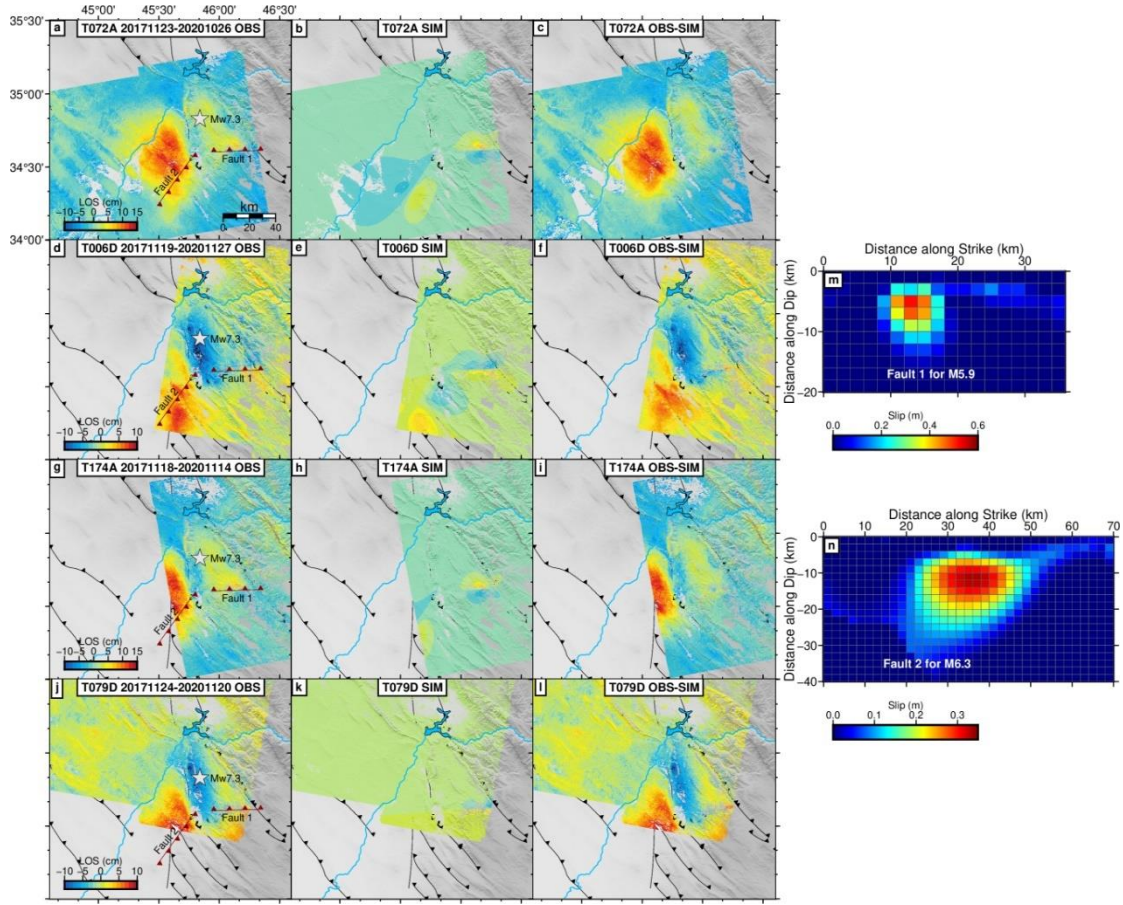 45°00' 45°30' 46°00' 46°30'
35°30'
35°00'
34°30'
34°00'
a T072A 20171123-20201026 OBS
Mw7.3
Fault 1
Fault 2
LOS (cm)
−10−5 0 5 10 15
km
0 20 40
b T072A SIM
c T072A OBS-SIM
d T006D 20171119-20201127 OBS
Mw7.3
Fault 1
Fault 2
LOS (cm)
−10 −5 0 5 10
e T006D SIM
f T006D OBS-SIM
g T174A 20171118-20201114 OBS
Mw7.3
Fault 1
Fault 2
LOS (cm)
−10−5 0 5 10 15
h T174A SIM
i T174A OBS-SIM
j T079D 20171124-20201120 OBS
Mw7.3
Fault 1
Fault 2
LOS (cm)
−10 −5 0 5 10
k T079D SIM
l T079D OBS-SIM
Distance along Strike (km)
0 10 20 30
m
Distance along Dip (km)
0
−10
−20
Fault 1 for M5.9
Slip (m)
0.0 0.2 0.4 0.6
Distance along Strike (km)
0 10 20 30 40 50 60 70
n
Distance along Dip (km)
0
−10
−20
−30
−40
Fault 2 for M6.3
Slip (m)
0.0 0.1 0.2 0.3